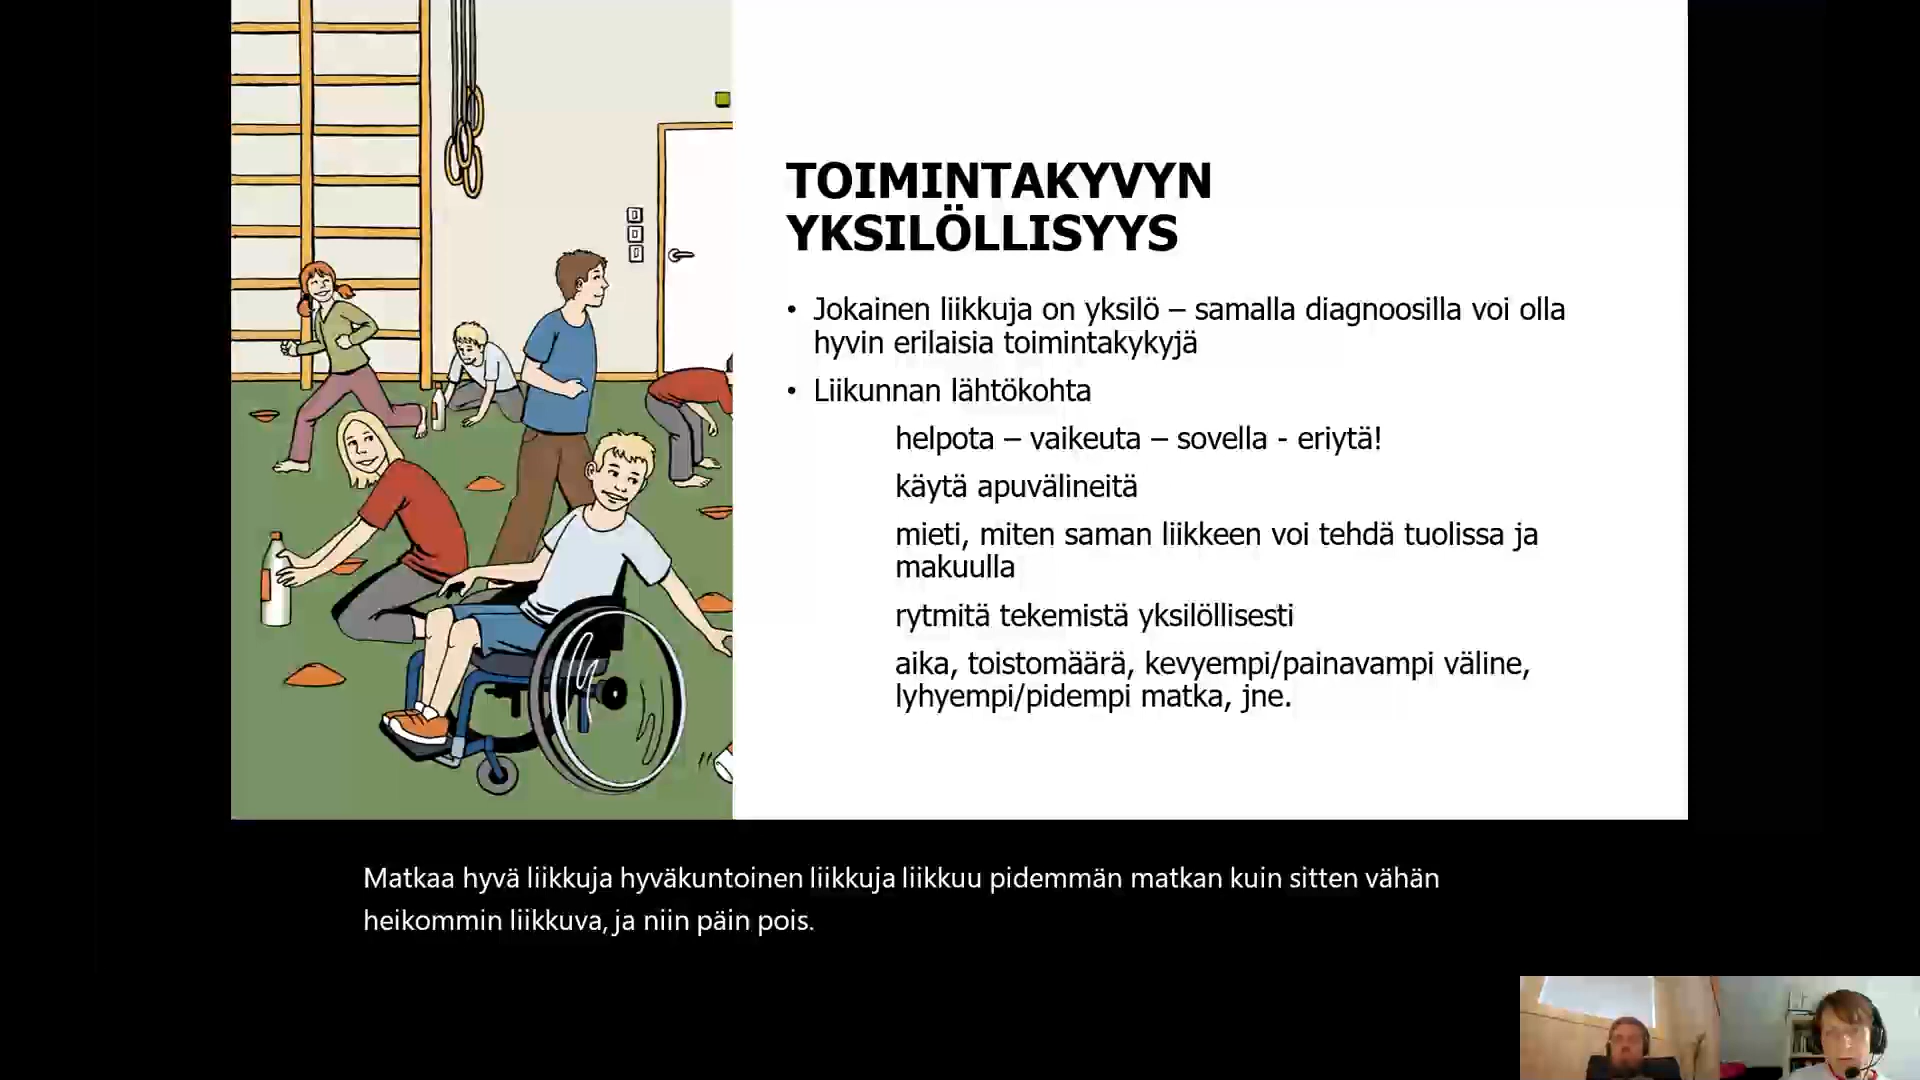 TOIMINTAKYVYN
YKSILÖLLISYYS
• Jokainen liikkuja on yksilö – samalla diagnoosilla voi olla
hyvin erilaisia toimintakykyjä
• Liikunnan lähtökohta
helpota – vaikeuta – sovella - eriytä!
käytä apuvälineitä
mieti, miten saman liikkeen voi tehdä tuolissa ja
makuulla
rytmitä tekemistä yksilöllisesti
aika, toistomäärä, kevyempi/painavampi väline,
lyhyempi/pidempi matka, jne.
Matkaa hyvä liikkuja hyväkuntoinen liikkuja liikkuu pidemmän matkan kuin sitten vähän
heikommin liikkuva, ja niin päin pois.